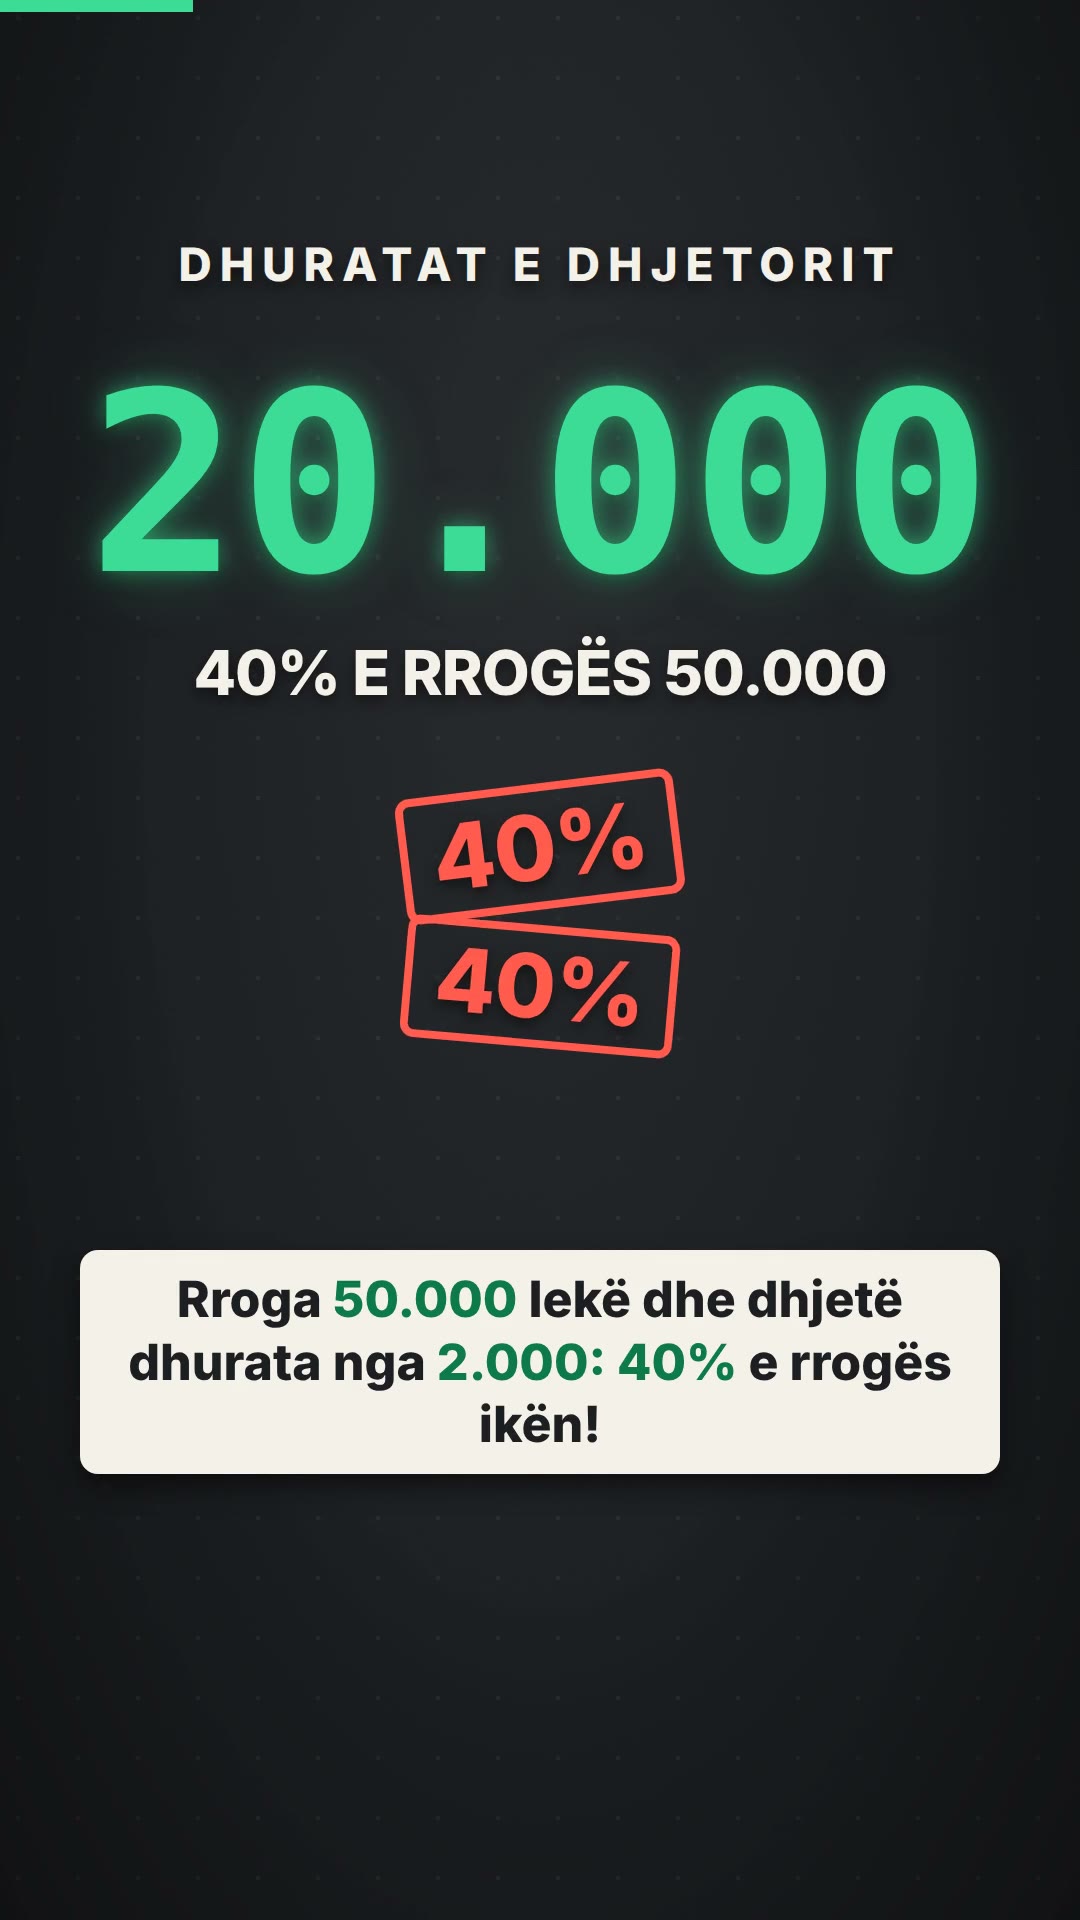 DHURATAT E DHJETORIT
20.000
40% E RROGËS 50.000
40%
40%
Rroga 50.000 lekë dhe dhjetë
dhurata nga 2.000: 40% e rrogës
ikën!